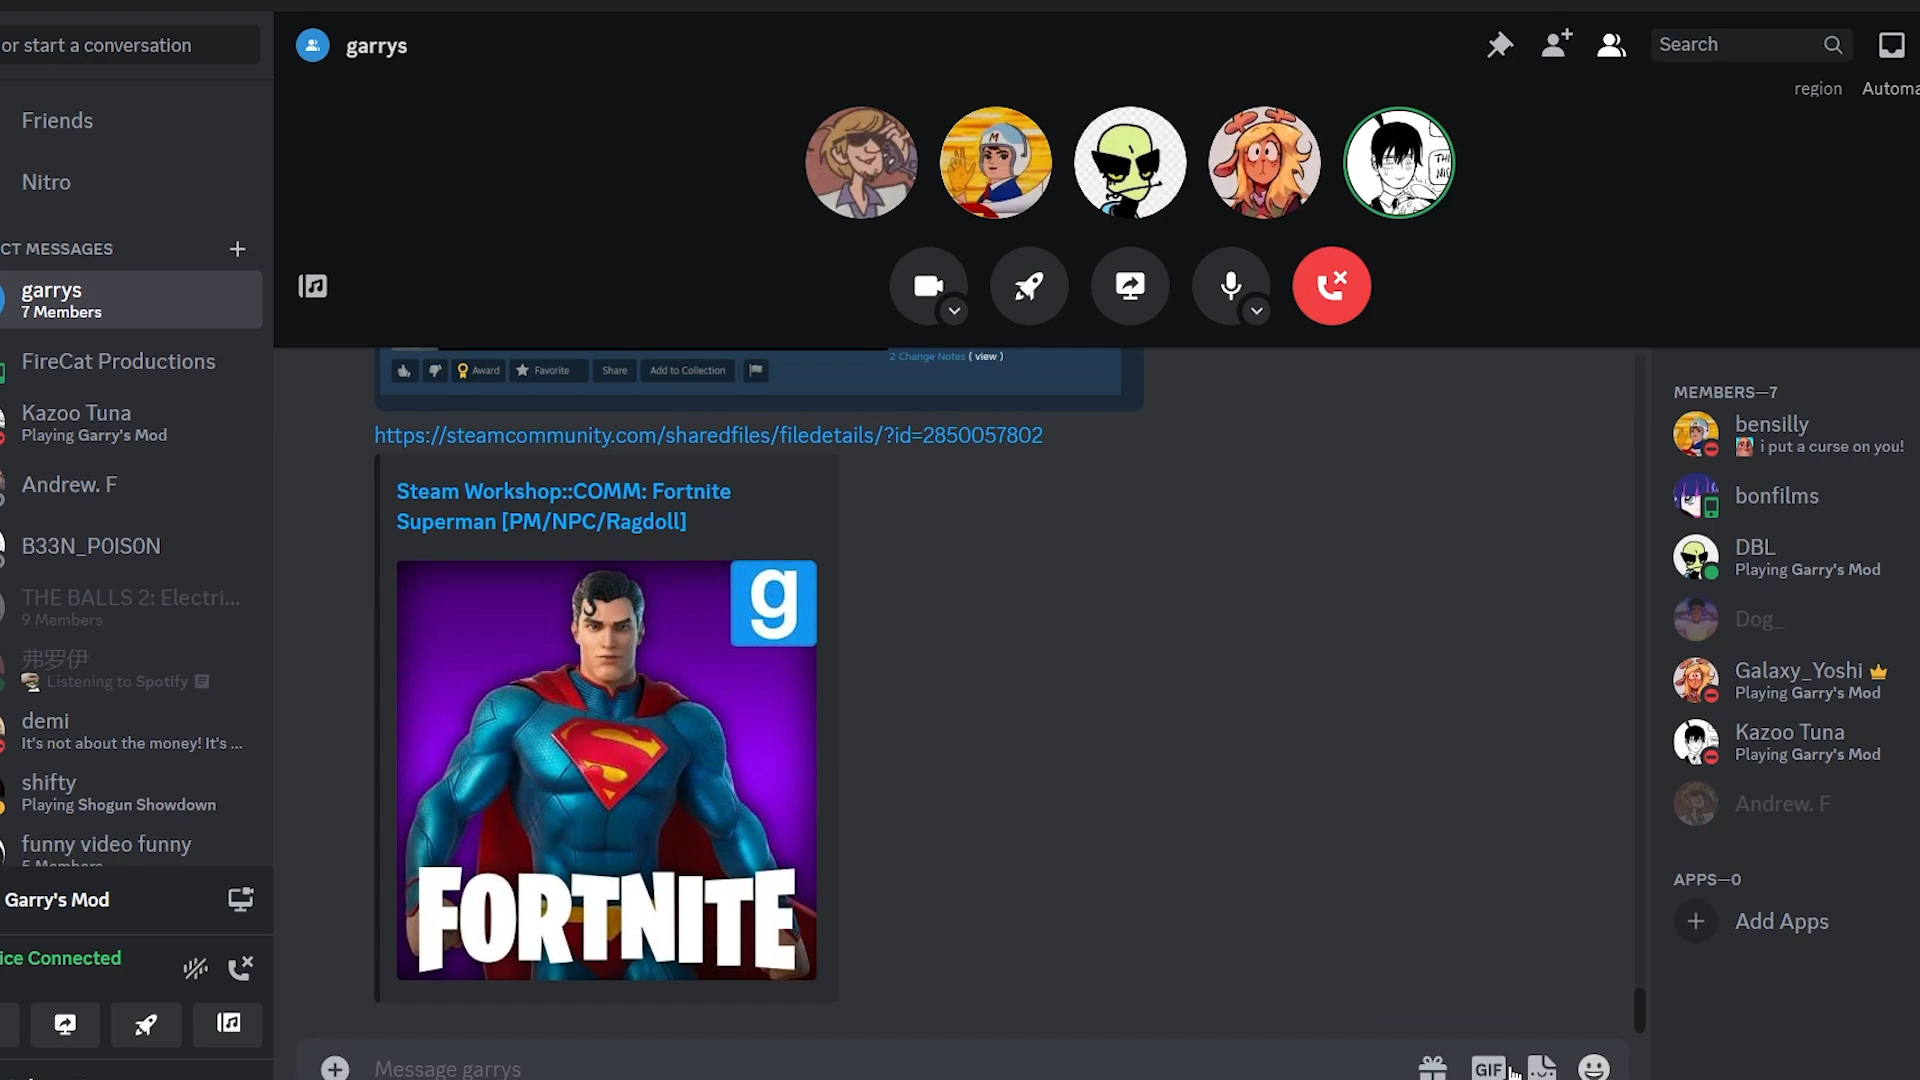 or start a conversation
garrys
Search
region Automa
Friends
Nitro
CT MESSAGES
garrys
7 Members
FireCat Productions
Kazoo Tuna
Playing Garry's Mod
Andrew. F
B33N_P0IS0N
THE BALLS 2: Electri...
9 Members
弗罗伊
Listening to Spotify
demi
It's not about the money! It's ...
shifty
Playing Shogun Showdown
funny video funny
5 Members
Garry's Mod
ice Connected
M
2 Change Notes ( view )
Award
Favorite
Share
Add to Collection
https://steamcommunity.com/sharedfiles/filedetails/?id=2850057802
Steam Workshop::COMM: Fortnite
Superman [PM/NPC/Ragdoll]
g
S
FORTNITE
Message garrys
GIF
MEMBERS—7
bensilly
i put a curse on you!
bonfilms
DBL
Playing Garry's Mod
Dog_
Galaxy_Yoshi
Playing Garry's Mod
Kazoo Tuna
Playing Garry's Mod
Andrew. F
APPS—0
Add Apps